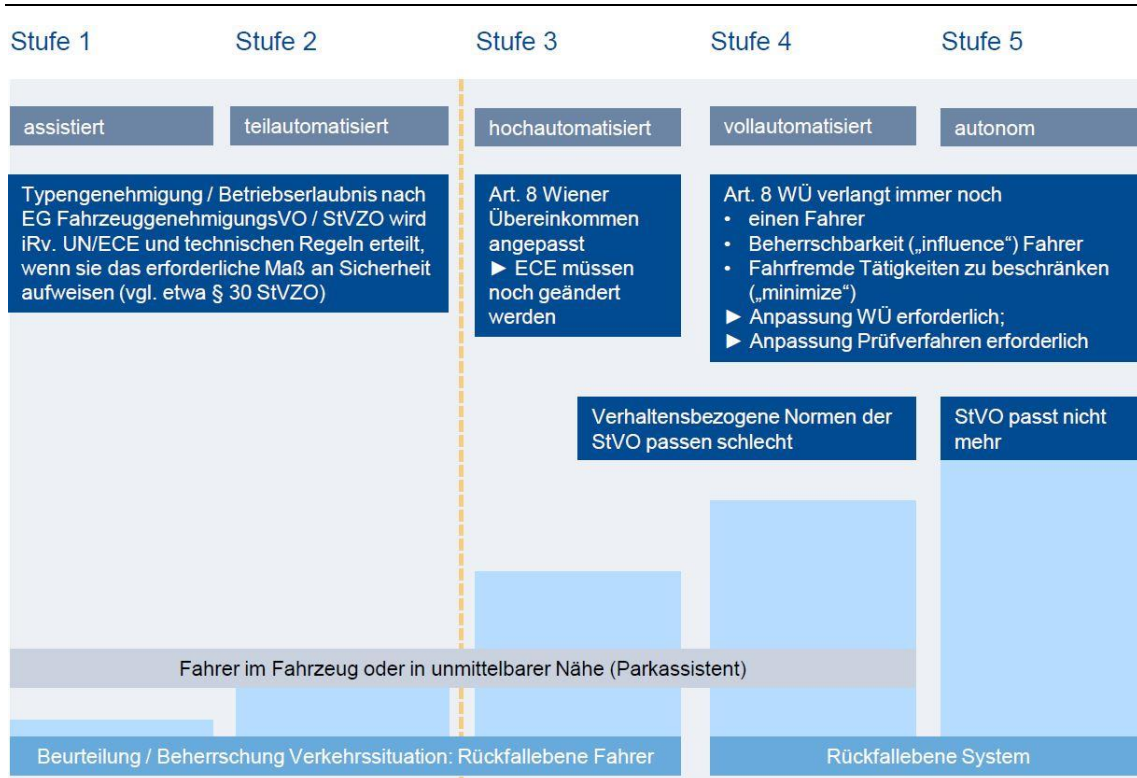 Stufe 1
Stufe 2
Stufe 3
Stufe 4
Stufe 5
assistiert
teilautomatisiert
hochautomatisiert
vollautomatisiert
autonom
Typengenehmigung / Betriebserlaubnis nach
EG FahrzeuggenehmigungsVO / StVZO wird
iRv. UN/ECE und technischen Regeln erteilt,
wenn sie das erforderliche Maß an Sicherheit
aufweisen (vgl. etwa § 30 StVZO)
Art. 8 Wiener
Übereinkommen
angepasst
► ECE müssen
noch geändert
werden
Art. 8 WÜ verlangt immer noch
• einen Fahrer
• Beherrschbarkeit („influence“) Fahrer
• Fahrfremde Tätigkeiten zu beschränken
(„minimize“)
► Anpassung WÜ erforderlich;
► Anpassung Prüfverfahren erforderlich
Verhaltensbezogene Normen der
StVO passen schlecht
StVO passt nicht
mehr
Fahrer im Fahrzeug oder in unmittelbarer Nähe (Parkassistent)
Beurteilung / Beherrschung Verkehrssituation: Rückfallebene Fahrer
Rückfallebene System